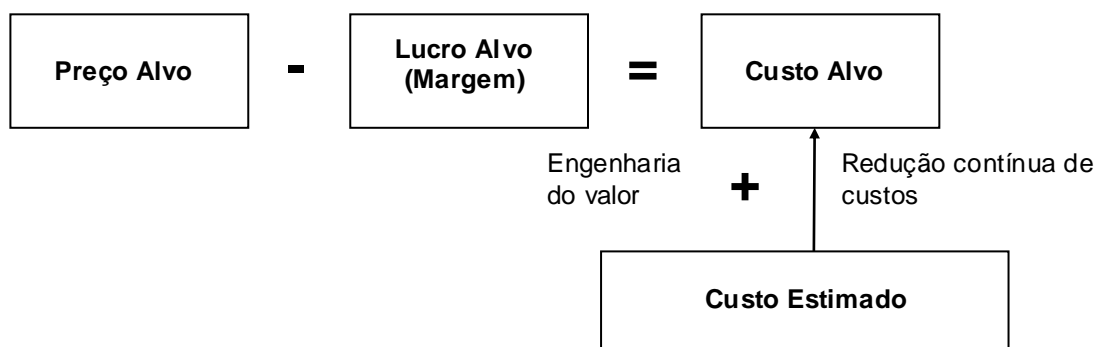 Preço Alvo
-
Lucro Alvo
(Margem)
=
Custo Alvo
Engenharia
do valor
+
Redução contínua de
custos
Custo Estimado